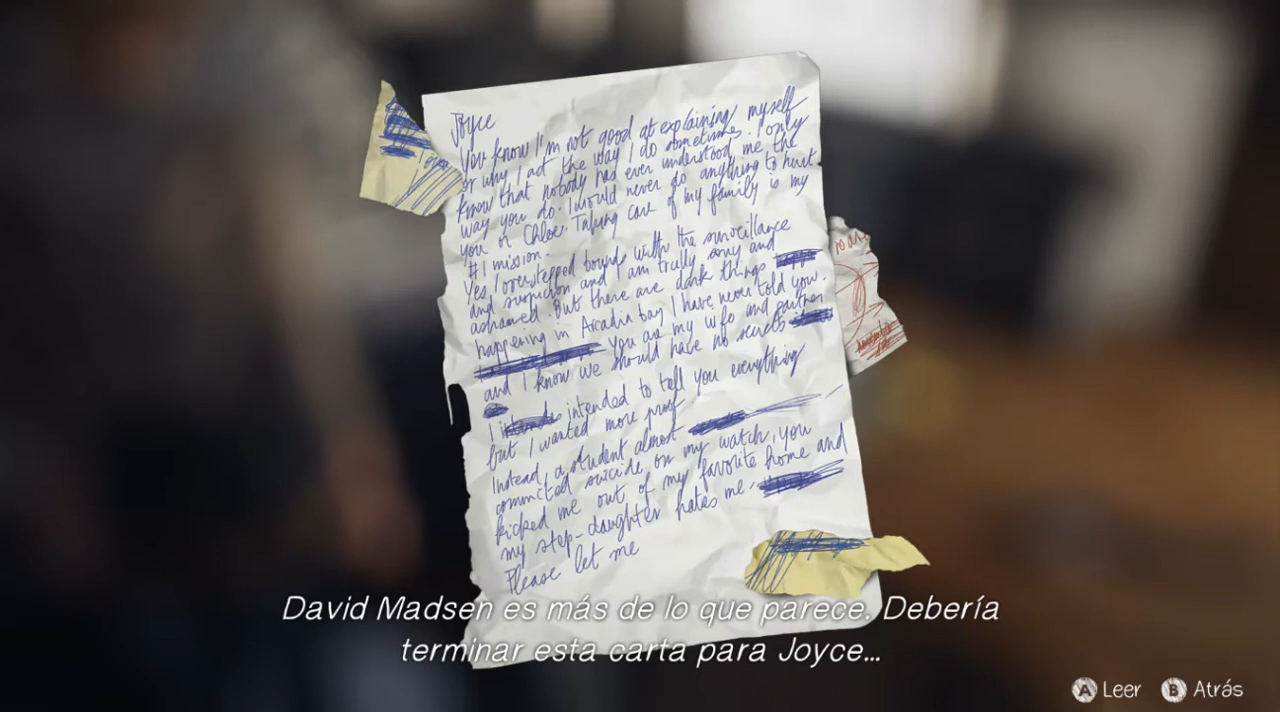 Joyce
You know I'm not good at explaining myself
or why I act the way I do sometime. I only
know that nobody has ever understood me the
way you do. I would never do anything to hurt
you or Chloe. Taking care of my family is my
#1 mission.
Yes I overstepped bounds with the surveillance
and suspicion and I am trully sorry and
ashamed. But there are dark things
happening in Arcadia bay I have never told you.
You are my wife and partner
and I know we should have no secrets
I intended to tell you everything
but I wanted more proof
Instead, a student almost
committed suicide on my watch, you
kicked me out of my favorite home and
my step-daughter hates me.
Please let me
David Madsen es más de lo que parece. Debería
terminar esta carta para Joyce...
A Leer B Atrás